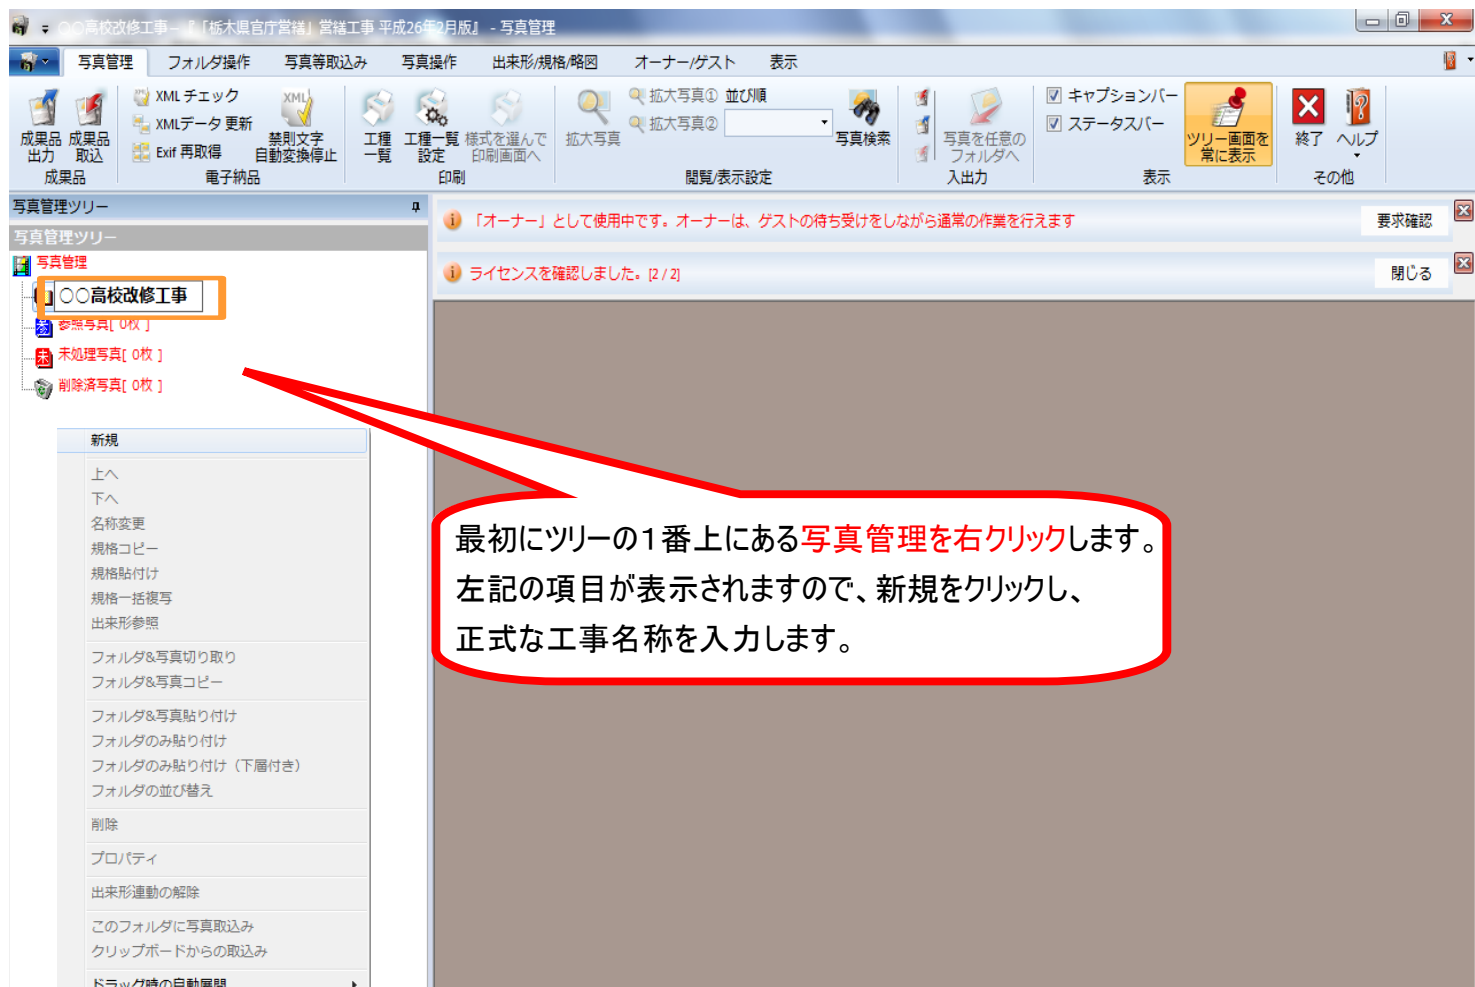 ○○高校改修工事－『「栃木県官庁営繕」営繕工事 平成26年2月版』 - 写真管理
写真管理 フォルダ操作 写真等取込み 写真操作 出来形/規格/略図 オーナー/ゲスト 表示
成果品出力
成果品取込
成果品
XML チェック
XMLデータ更新
Exif 再取得
XML
禁則文字
自動変換停止
電子納品
工種一覧
工種一覧設定
様式を選んで
印刷画面へ
印刷
拡大写真
拡大写真① 並び順
拡大写真②
写真検索
閲覧/表示設定
写真を任意の
フォルダへ
入出力
キャプションバー
ステータスバー
ツリー画面を
常に表示
表示
終了
ヘルプ
その他
写真管理ツリー
写真管理ツリー
写真管理
○○高校改修工事
参照写真[ 0枚 ]
未処理写真[ 0枚 ]
削除済写真[ 0枚 ]
「オーナー」として使用中です。オーナーは、ゲストの待ち受けをしながら通常の作業を行えます 要求確認
ライセンスを確認しました。[2 / 2] 閉じる
新規
上へ
下へ
名称変更
規格コピー
規格貼付け
規格一括複写
出来形参照
フォルダ&写真切り取り
フォルダ&写真コピー
フォルダ&写真貼り付け
フォルダのみ貼り付け
フォルダのみ貼り付け（下層付き）
フォルダの並び替え
削除
プロパティ
出来形連動の解除
このフォルダに写真取込み
クリップボードからの取込み
ドラッグ時の自動展開
最初にツリーの１番上にある写真管理を右クリックします。
左記の項目が表示されますので、新規をクリックし、
正式な工事名称を入力します。